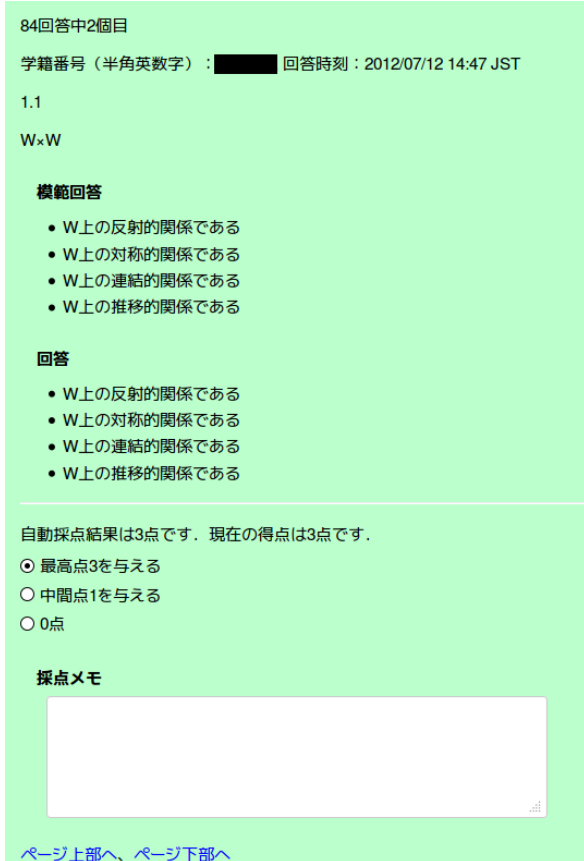 84回答中2個目
学籍番号（半角英数字）： 回答時刻：2012/07/12 14:47 JST
1.1
W×W
模範回答
• W上の反射的関係である
• W上の対称的関係である
• W上の連結的関係である
• W上の推移的関係である
回答
• W上の反射的関係である
• W上の対称的関係である
• W上の連結的関係である
• W上の推移的関係である
自動採点結果は3点です．現在の得点は3点です．
最高点3を与える
中間点1を与える
0点
採点メモ
ページ上部へ、ページ下部へ